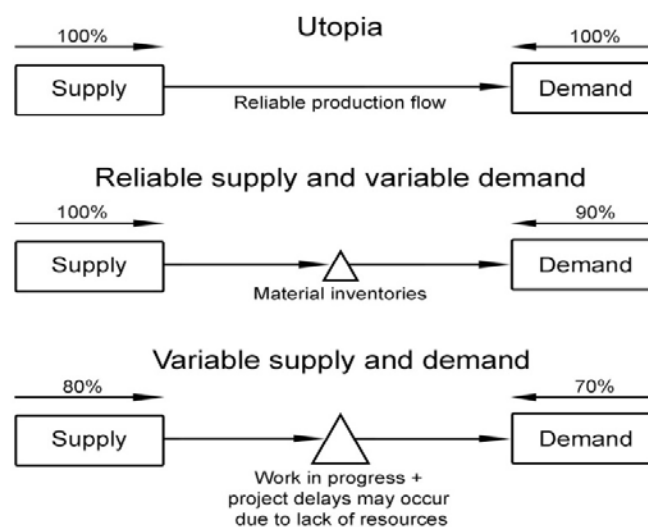 Utopia
100%
100%
Supply
Reliable production flow
Demand
Reliable supply and variable demand
100%
90%
Supply
Material inventories
Demand
Variable supply and demand
80%
70%
Supply
Demand
Work in progress +
project delays may occur
due to lack of resources